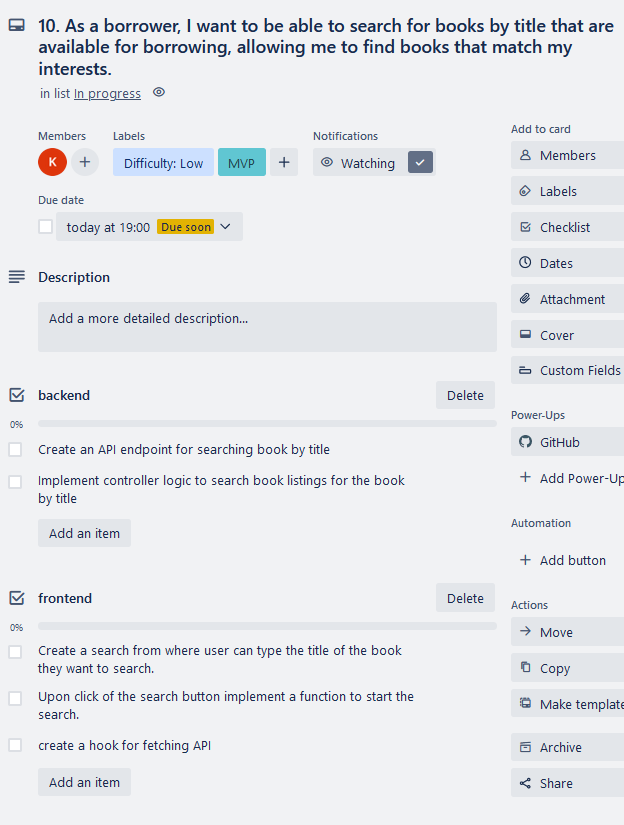 10. As a borrower, I want to be able to search for books by title that are
available for borrowing, allowing me to find books that match my
interests.
in list In progress
Members
Labels
Notifications
K
Difficulty: Low
MVP
Watching
Due date
today at 19:00 Due soon
Description
Add a more detailed description...
backend
Delete
0%
Create an API endpoint for searching book by title
Implement controller logic to search book listings for the book
by title
Add an item
frontend
Delete
0%
Create a search from where user can type the title of the book
they want to search.
Upon click of the search button implement a function to start the
search.
create a hook for fetching API
Add an item
Add to card
Members
Labels
Checklist
Dates
Attachment
Cover
Custom Fields
Power-Ups
GitHub
Add Power-Up
Automation
Add button
Actions
Move
Copy
Make template
Archive
Share